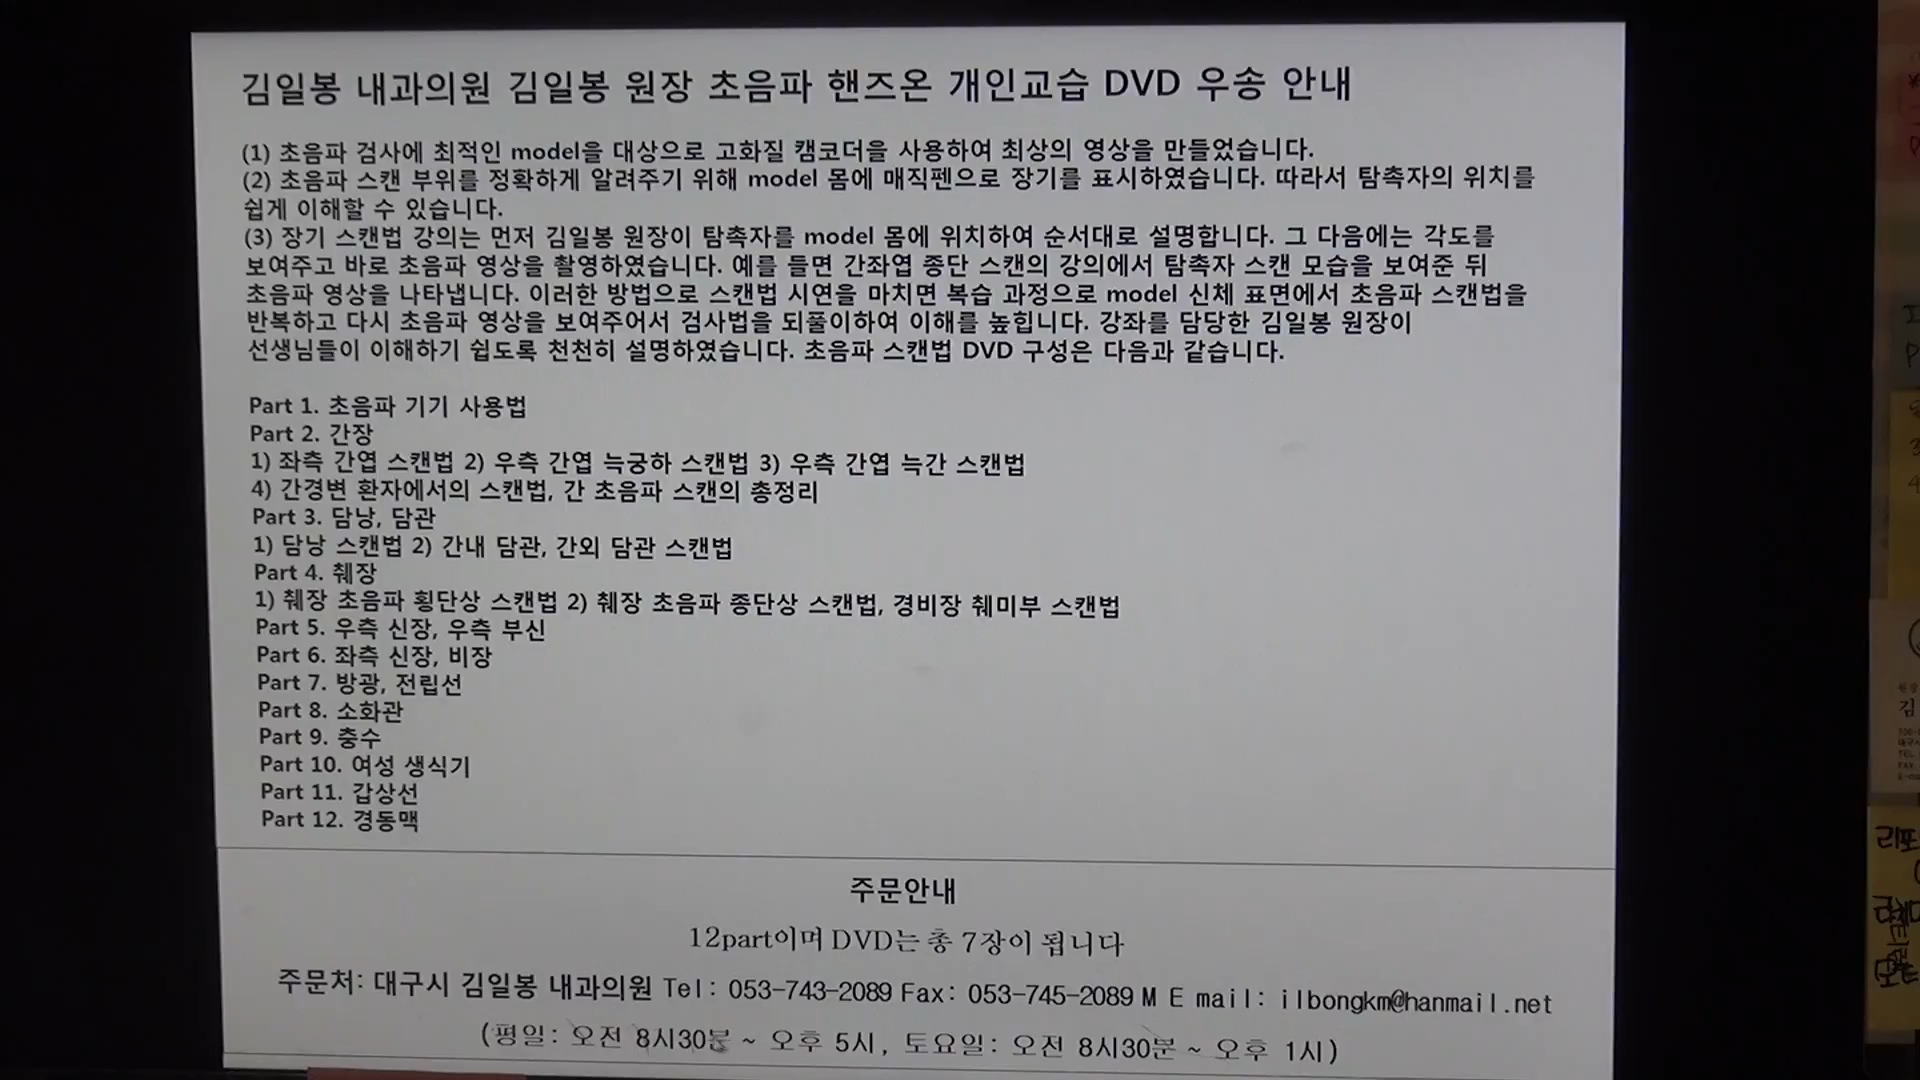 김일봉 내과의원 김일봉 원장 초음파 핸즈온 개인교습 DVD 우송 안내
(1) 초음파 검사에 최적인 model을 대상으로 고화질 캠코더을 사용하여 최상의 영상을 만들었습니다.
(2) 초음파 스캔 부위를 정확하게 알려주기 위해 model 몸에 매직펜으로 장기를 표시하였습니다. 따라서 탐촉자의 위치를
쉽게 이해할 수 있습니다.
(3) 장기 스캔법 강의는 먼저 김일봉 원장이 탐촉자를 model 몸에 위치하여 순서대로 설명합니다. 그 다음에는 각도를
보여주고 바로 초음파 영상을 촬영하였습니다. 예를 들면 간좌엽 종단 스캔의 강의에서 탐촉자 스캔 모습을 보여준 뒤
초음파 영상을 나타냅니다. 이러한 방법으로 스캔법 시연을 마치면 복습 과정으로 model 신체 표면에서 초음파 스캔법을
반복하고 다시 초음파 영상을 보여주어서 검사법을 되풀이하여 이해를 높힙니다. 강좌를 담당한 김일봉 원장이
선생님들이 이해하기 쉽도록 천천히 설명하였습니다. 초음파 스캔법 DVD 구성은 다음과 같습니다.
Part 1. 초음파 기기 사용법
Part 2. 간장
1) 좌측 간엽 스캔법 2) 우측 간엽 늑궁하 스캔법 3) 우측 간엽 늑간 스캔법
4) 간경변 환자에서의 스캔법, 간 초음파 스캔의 총정리
Part 3. 담낭, 담관
1) 담낭 스캔법 2) 간내 담관, 간외 담관 스캔법
Part 4. 췌장
1) 췌장 초음파 횡단상 스캔법 2) 췌장 초음파 종단상 스캔법, 경비장 췌미부 스캔법
Part 5. 우측 신장, 우측 부신
Part 6. 좌측 신장, 비장
Part 7. 방광, 전립선
Part 8. 소화관
Part 9. 충수
Part 10. 여성 생식기
Part 11. 갑상선
Part 12. 경동맥
주문안내
12part이며 DVD는 총 7장이 됩니다
주문처: 대구시 김일봉 내과의원 Tel: 053-743-2089 Fax: 053-745-2089 M E mail: ilbongkm@hanmail.net
(평일: 오전 8시30분 ~ 오후 5시, 토요일: 오전 8시30분 ~ 오후 1시)
김
리포